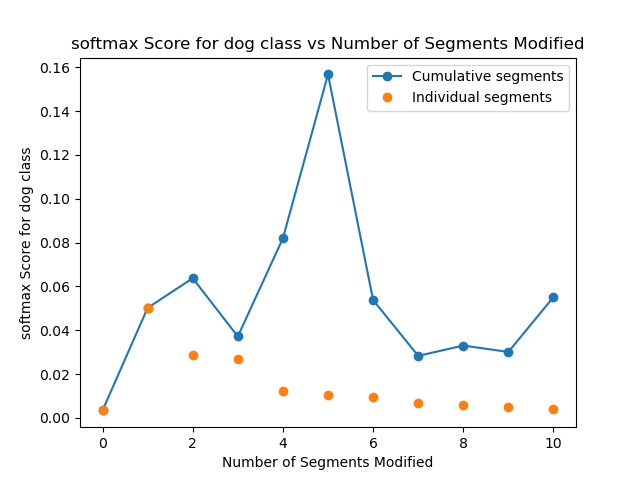 softmax Score for dog class vs Number of Segments Modified
Cumulative segments
Individual segments
softmax Score for dog class
0.16
0.14
0.12
0.10
0.08
0.06
0.04
0.02
0.00
0 2 4 6 8 10
Number of Segments Modified